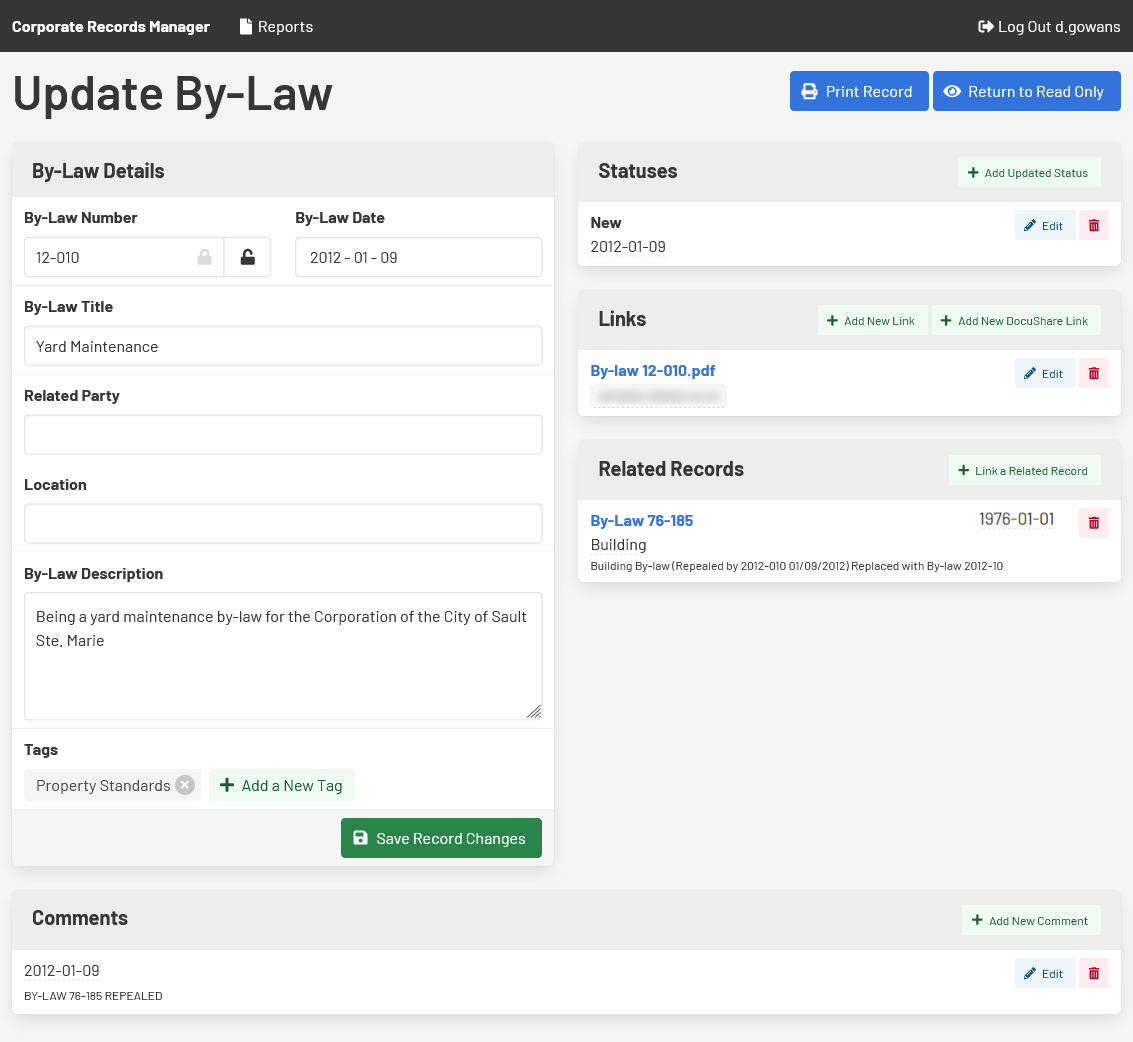 Corporate Records Manager Reports Log Out d.gowans
Update By-Law
Print Record Return to Read Only
By-Law Details
By-Law Number By-Law Date
12-010 2012 - 01 - 09
By-Law Title
Yard Maintenance
Related Party
Location
By-Law Description
Being a yard maintenance by-law for the Corporation of the City of Sault
Ste. Marie
Tags
Property Standards Add a New Tag
Save Record Changes
Statuses Add Updated Status
New Edit
2012-01-09
Links Add New Link Add New DocuShare Link
By-law 12-010.pdf Edit
Related Records Link a Related Record
By-Law 76-185 1976-01-01
Building
Building By-law (Repealed by 2012-010 01/09/2012) Replaced with By-law 2012-10
Comments Add New Comment
2012-01-09 Edit
BY-LAW 76-185 REPEALED